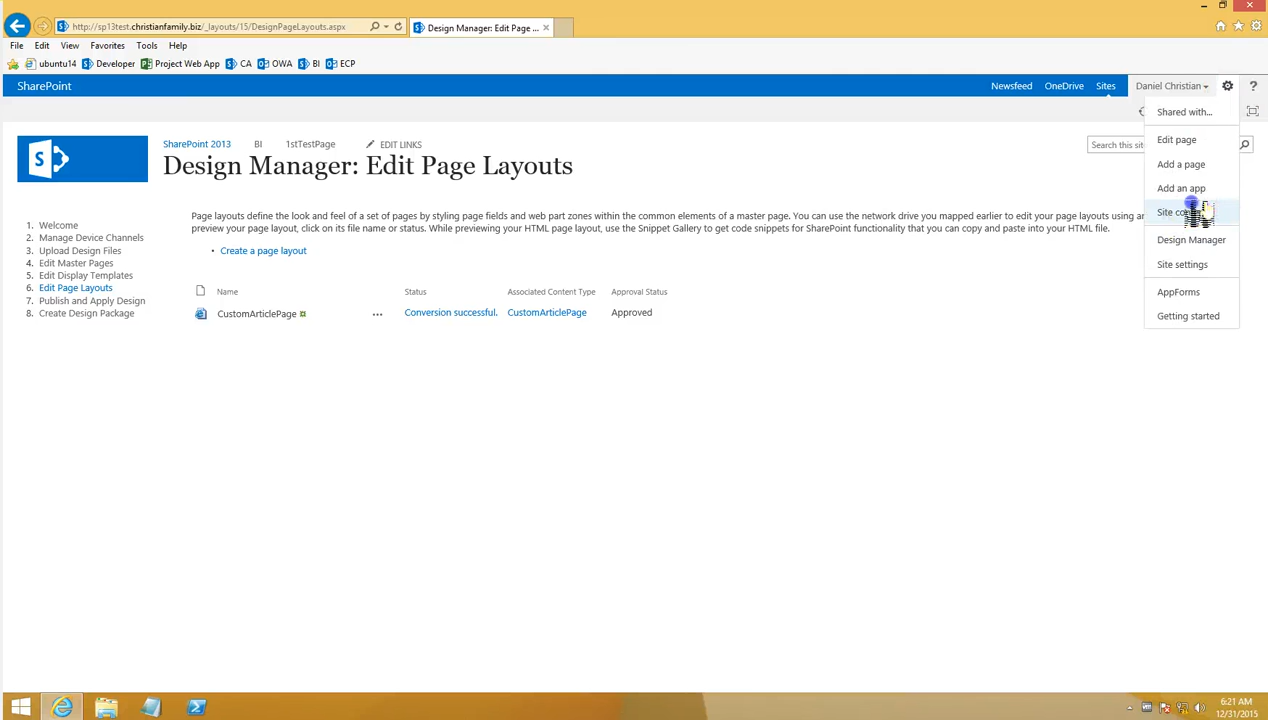 http://sp13test.christianfamily.biz/_layouts/15/DesignPageLayouts.aspx
Design Manager: Edit Page ...
File Edit View Favorites Tools Help
ubuntu14 Developer Project Web App CA OWA BI ECP
SharePoint
Newsfeed OneDrive Sites Daniel Christian ?
Shared with...
Edit page
Add a page
Add an app
Site
Design Manager
Site settings
AppForms
Getting started
SharePoint 2013 BI 1stTestPage EDIT LINKS
Design Manager: Edit Page Layouts
Search this sit
1. Welcome
2. Manage Device Channels
3. Upload Design Files
4. Edit Master Pages
5. Edit Display Templates
6. Edit Page Layouts
7. Publish and Apply Design
8. Create Design Package
Page layouts define the look and feel of a set of pages by styling page fields and web part zones within the common elements of a master page. You can use the network drive you mapped earlier to edit your page layouts using
preview your page layout, click on its file name or status. While previewing your HTML page layout, use the Snippet Gallery to get code snippets for SharePoint functionality that you can copy and paste into your HTML file.
• Create a page layout
Name Status Associated Content Type Approval Status
CustomArticlePage ... Conversion successful. CustomArticlePage Approved
6:21 AM
12/31/2015